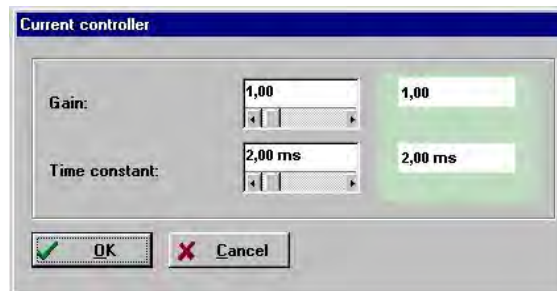 Current controller
Gain: 1,00 1,00
Time constant: 2,00 ms 2,00 ms
OK Cancel